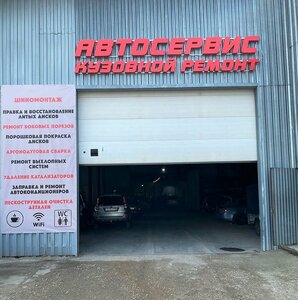 АВТОСЕРВИС
КУЗОВНОЙ РЕМОНТ
ШИНОМОНТАЖ
ПРАВКА И ВОССТАНОВЛЕНИЕ
ЛИТЫХ ДИСКОВ
РЕМОНТ БОКОВЫХ ПОРЕЗОВ
ПОРОШКОВАЯ ПОКРАСКА
ДИСКОВ
АРГОНОДУГОВАЯ СВАРКА
РЕМОНТ ВЫХЛОПНЫХ
СИСТЕМ
УДАЛЕНИЕ КАТАЛИЗАТОРОВ
ЗАПРАВКА И РЕМОНТ
АВТОКОНДИЦИОНЕРОВ
ПЕСКОСТРУЙНАЯ ОЧИСТКА
ДЕТАЛЕЙ
WiFi
WC